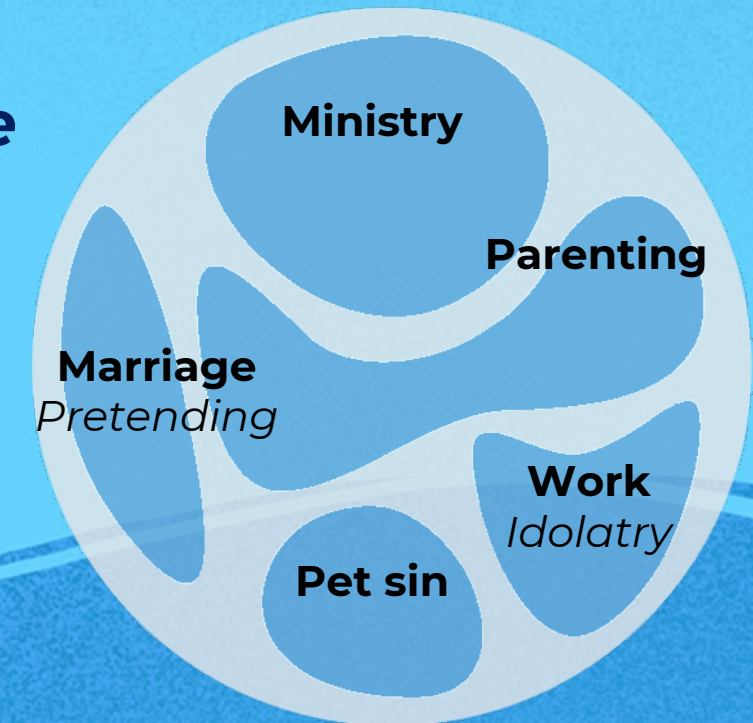 e
Ministry
Parenting
Marriage
Pretending
Work
Idolatry
Pet sin